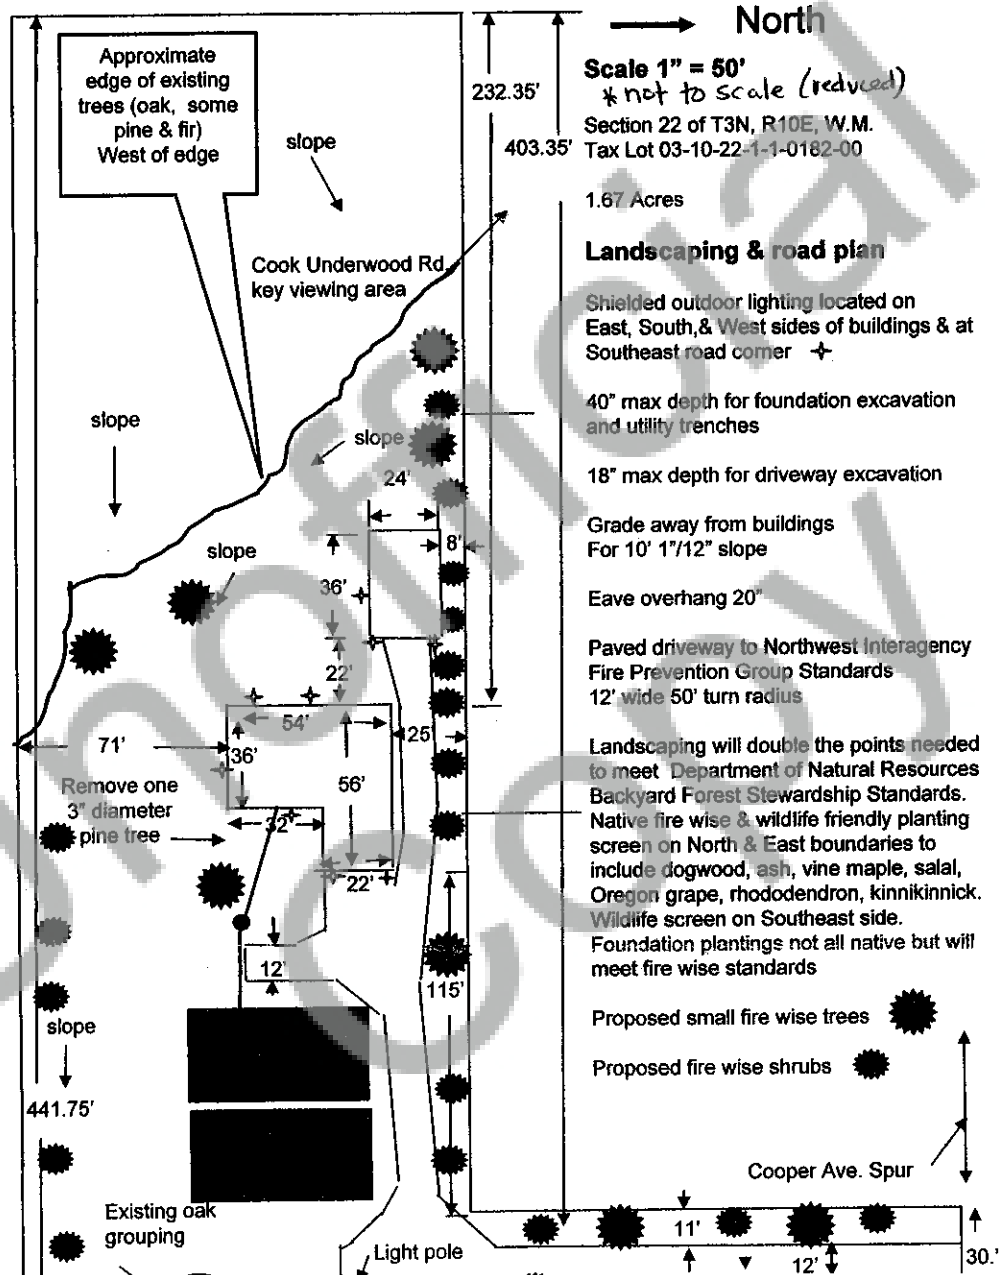 North
Approximate
edge of existing
trees (oak, some
pine & fir)
West of edge
232.35'
403.35'
Scale 1" = 50'
* not to scale (reduced)
Section 22 of T3N, R10E, W.M.
Tax Lot 03-10-22-1-1-0182-00
1.67 Acres
slope
Cook Underwood Rd.
key viewing area
Landscaping & road plan
Shielded outdoor lighting located on
East, South,& West sides of buildings & at
Southeast road corner
40" max depth for foundation excavation
and utility trenches
18" max depth for driveway excavation
Grade away from buildings
For 10' 1"/12" slope
Eave overhang 20"
Paved driveway to Northwest Interagency
Fire Prevention Group Standards
12' wide 50' turn radius
Landscaping will double the points needed
to meet Department of Natural Resources
Backyard Forest Stewardship Standards.
Native fire wise & wildlife friendly planting
screen on North & East boundaries to
include dogwood, ash, vine maple, salal,
Oregon grape, rhododendron, kinnikinnick.
Wildlife screen on Southeast side.
Foundation plantings not all native but will
meet fire wise standards
Proposed small fire wise trees
Proposed fire wise shrubs
slope
slope
24'
8'
slope
36'
22'
54'
25'
71'
36'
56'
Remove one
3" diameter
pine tree
32'
22'
12'
115'
slope
441.75'
Existing oak
grouping
Light pole
Cooper Ave. Spur
11'
12'
30.'
Unofficial
Copy